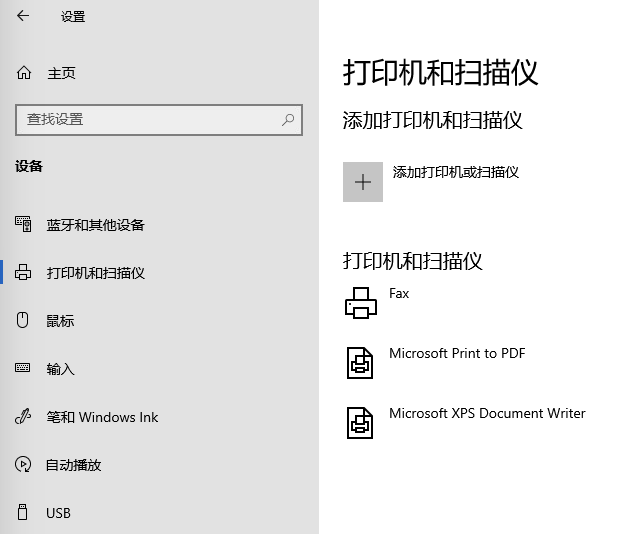 设置
主页
查找设置
设备
蓝牙和其他设备
打印机和扫描仪
鼠标
输入
笔和 Windows Ink
自动播放
USB
打印机和扫描仪
添加打印机和扫描仪
添加打印机或扫描仪
打印机和扫描仪
Fax
Microsoft Print to PDF
Microsoft XPS Document Writer